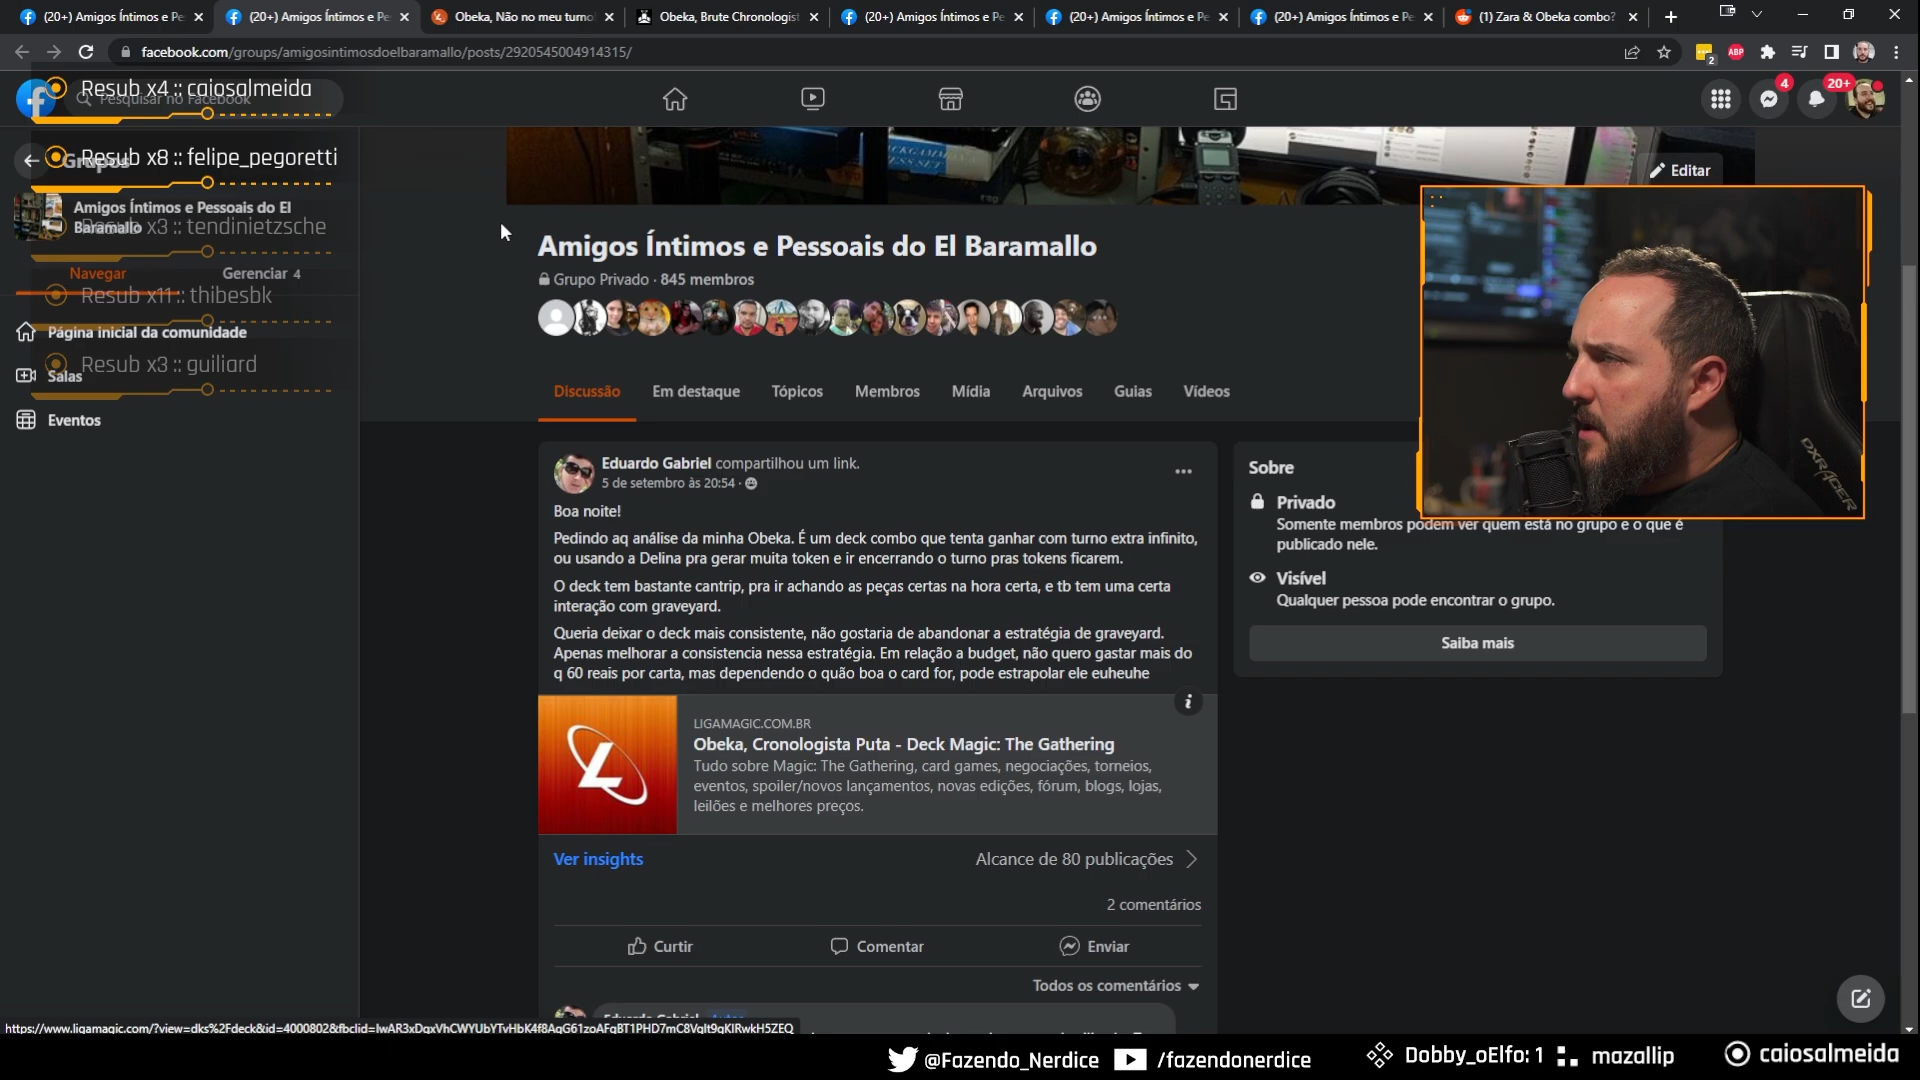 (20+) Amigos Íntimos e Pe
(20+) Amigos Íntimos e Pe
Obeka, Não no meu turno
Obeka, Brute Chronologist
(20+) Amigos Íntimos e Pe
(20+) Amigos Íntimos e Pe
(20+) Amigos Íntimos e Pe
(1) Zara & Obeka combo?
facebook.com/groups/amigosintimosdoelbaramallo/posts/2920545004914315/
2
ABP
Resub x4 :: caiosalmeida
Pesquisar no Facebook
4
20+
Resub x8 :: felipe_pegoretti
Grupos
Amigos Íntimos e Pessoais do El
Baramallo
Resub x3 :: tendinietzsche
Navegar
Gerenciar 4
Resub x11 :: thibesbk
Página inicial da comunidade
Resub x3 :: guiliard
Salas
Eventos
Editar
Amigos Íntimos e Pessoais do El Baramallo
Grupo Privado · 845 membros
Discussão
Em destaque
Tópicos
Membros
Mídia
Arquivos
Guias
Vídeos
DXRACER
Eduardo Gabriel compartilhou um link.
5 de setembro às 20:54 ·
Boa noite!
Pedindo aq análise da minha Obeka. É um deck combo que tenta ganhar com turno extra infinito,
ou usando a Delina pra gerar muita token e ir encerrando o turno pras tokens ficarem.
O deck tem bastante cantrip, pra ir achando as peças certas na hora certa, e tb tem uma certa
interação com graveyard.
Queria deixar o deck mais consistente, não gostaria de abandonar a estratégia de graveyard.
Apenas melhorar a consistencia nessa estratégia. Em relação a budget, não quero gastar mais do
q 60 reais por carta, mas dependendo o quão boa o card for, pode estrapolar ele euheuhe
LIGAMAGIC.COM.BR
Obeka, Cronologista Puta - Deck Magic: The Gathering
Tudo sobre Magic: The Gathering, card games, negociações, torneios,
eventos, spoiler/novos lançamentos, novas edições, fórum, blogs, lojas,
leilões e melhores preços.
Ver insights
Alcance de 80 publicações
2 comentários
Curtir
Comentar
Enviar
Todos os comentários
Eduardo Gabriel Autor
Sobre
Privado
Somente membros podem ver quem está no grupo e o que é
publicado nele.
Visível
Qualquer pessoa pode encontrar o grupo.
Saiba mais
@Fazendo_Nerdice
/fazendonerdice
Dobby_oElfo: 1
mazallip
caiosalmeida